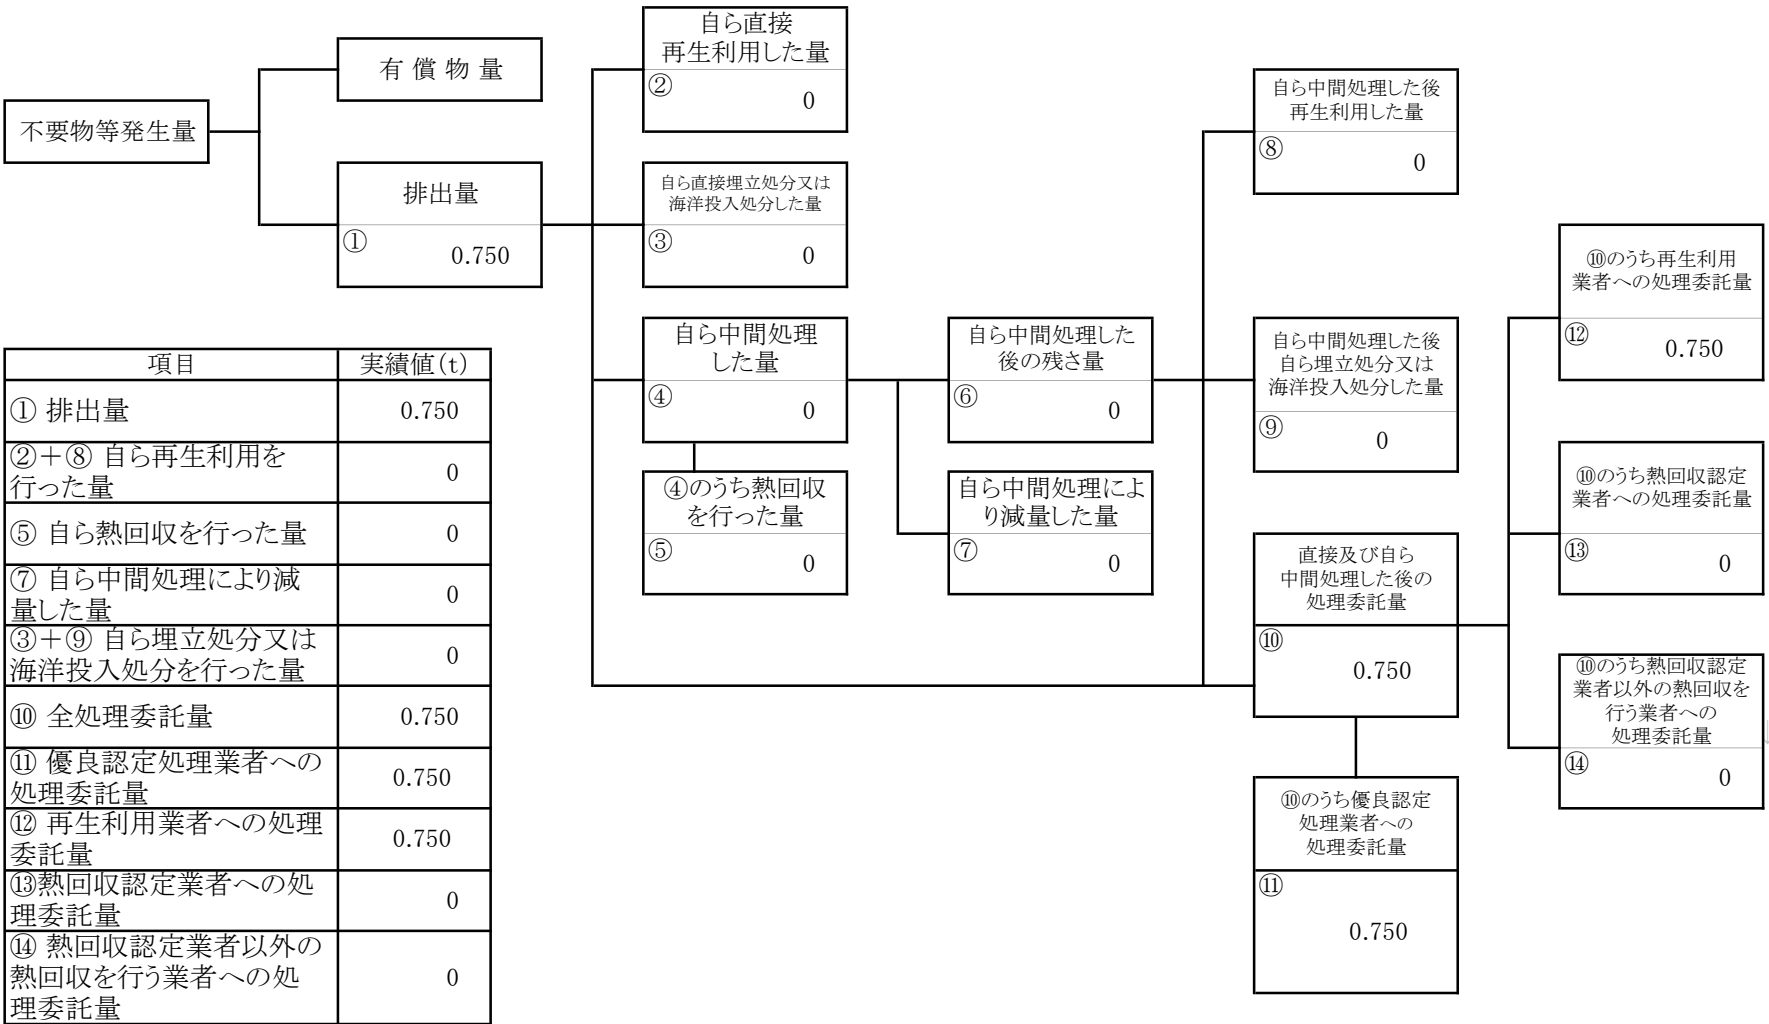 不要物等発生量
有 償 物 量
排出量
①
0.750
自ら直接
再生利用した量
②
0
自ら直接埋立処分又は
海洋投入処分した量
③
0
自ら中間処理
した量
④
0
④のうち熱回収
を行った量
⑤
0
自ら中間処理した
後の残さ量
⑥
0
自ら中間処理によ
り減量した量
⑦
0
自ら中間処理した後
再生利用した量
⑧
0
自ら中間処理した後
自ら埋立処分又は
海洋投入処分した量
⑨
0
直接及び自ら
中間処理した後の
処理委託量
⑩
0.750
⑩のうち優良認定
処理業者への
処理委託量
⑪
0.750
⑩のうち再生利用
業者への処理委託量
⑫
0.750
⑩のうち熱回収認定
業者への処理委託量
⑬
0
⑩のうち熱回収認定
業者以外の熱回収を
行う業者への
処理委託量
⑭
0
項目 実績値(t)
① 排出量 0.750
②＋⑧ 自ら再生利用を
行った量 0
⑤ 自ら熱回収を行った量 0
⑦ 自ら中間処理により減
量した量 0
③＋⑨ 自ら埋立処分又は
海洋投入処分を行った量 0
⑩ 全処理委託量 0.750
⑪ 優良認定処理業者への
処理委託量 0.750
⑫ 再生利用業者への処理
委託量 0.750
⑬熱回収認定業者への処
理委託量 0
⑭ 熱回収認定業者以外の
熱回収を行う業者への処
理委託量 0